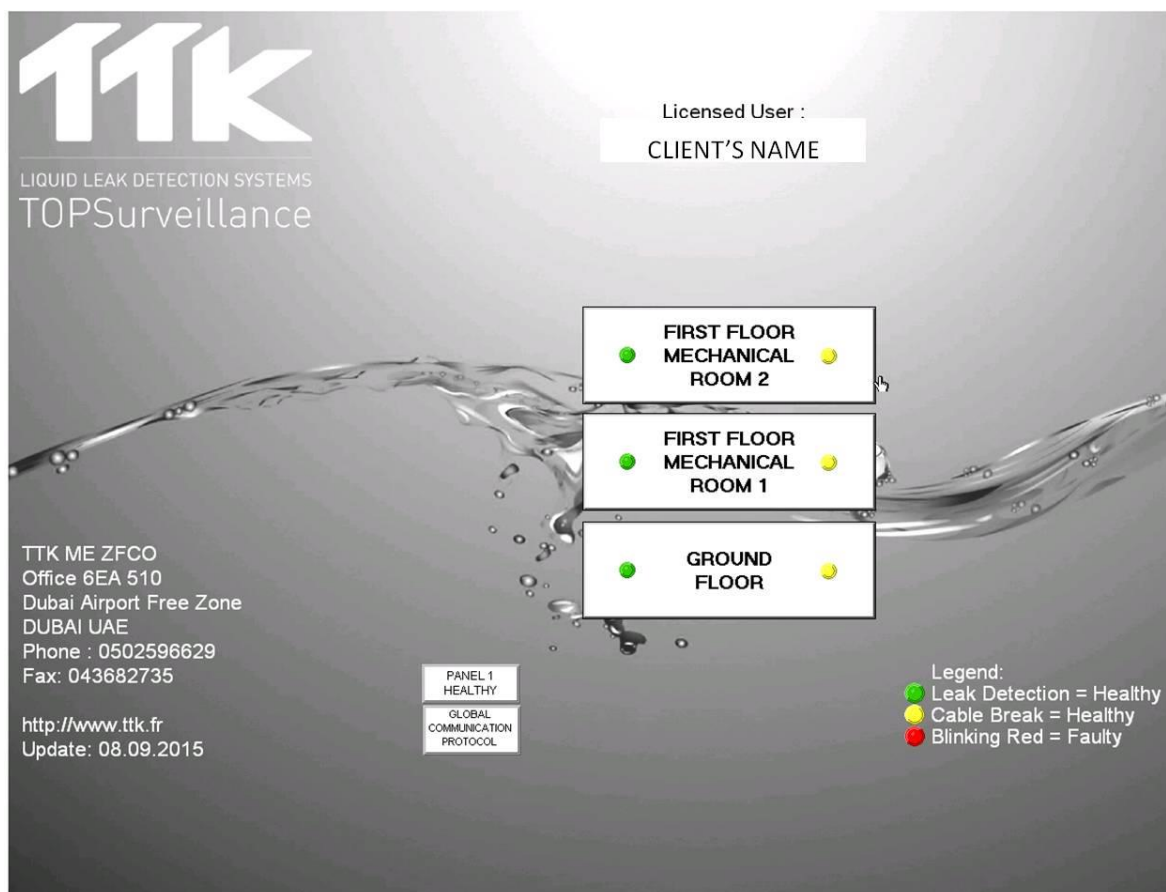 TTK
LIQUID LEAK DETECTION SYSTEMS
TOPSurveillance
Licensed User :
CLIENT'S NAME
FIRST FLOOR
MECHANICAL
ROOM 2
FIRST FLOOR
MECHANICAL
ROOM 1
GROUND
FLOOR
TTK ME ZFCO
Office 6EA 510
Dubai Airport Free Zone
DUBAI UAE
Phone : 0502596629
Fax: 043682735
http://www.ttk.fr
Update: 08.09.2015
PANEL 1
HEALTHY
GLOBAL
COMMUNICATION
PROTOCOL
Legend:
Leak Detection = Healthy
Cable Break = Healthy
Blinking Red = Faulty